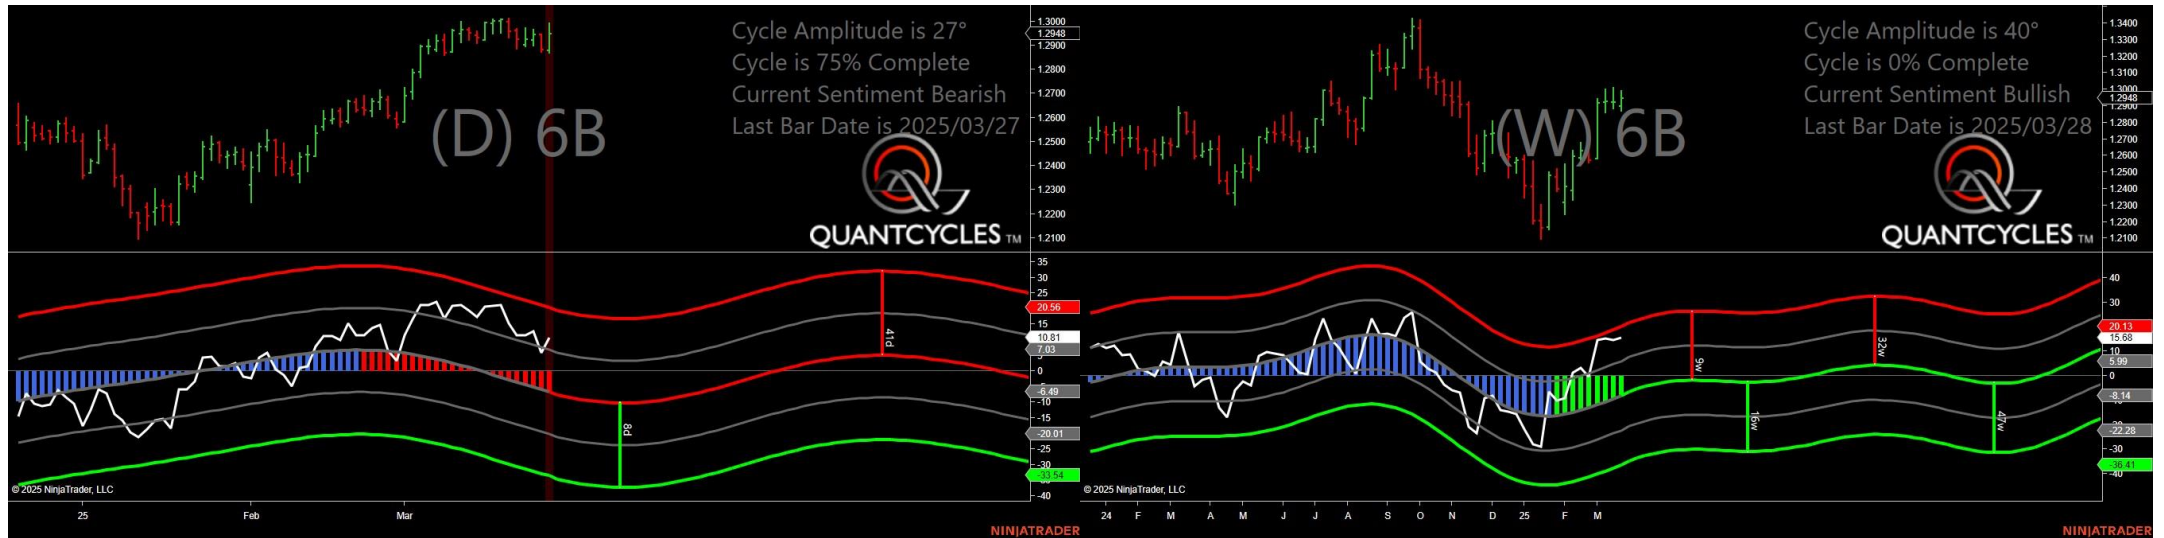 Cycle Amplitude is 27°
Cycle is 75% Complete
Current Sentiment Bearish
Last Bar Date is 2025/03/27
(D) 6B
QUANTCYCLES TM
1.3000
1.2948
1.2900
1.2800
1.2700
1.2600
1.2500
1.2400
1.2300
1.2200
1.2100
35
30
25
20.56
15
10.81
7.03
0
-6.49
-10
-15
-20.01
-25
-30
-33.54
-40
41d
8d
© 2025 NinjaTrader, LLC
25 Feb Mar
NINJATRADER
Cycle Amplitude is 40°
Cycle is 0% Complete
Current Sentiment Bullish
Last Bar Date is 2025/03/28
(W) 6B
QUANTCYCLES TM
1.3400
1.3300
1.3200
1.3100
1.3000
1.2948
1.2800
1.2700
1.2600
1.2500
1.2400
1.2300
1.2200
1.2100
40
30
20.13
15.68
10
5.99
0
-8.14
-22.28
-30
-36.41
-40
9w
32w
16w
47w
© 2025 NinjaTrader, LLC
24 F M A M J J A S O N D 25 F M
NINJATRADER